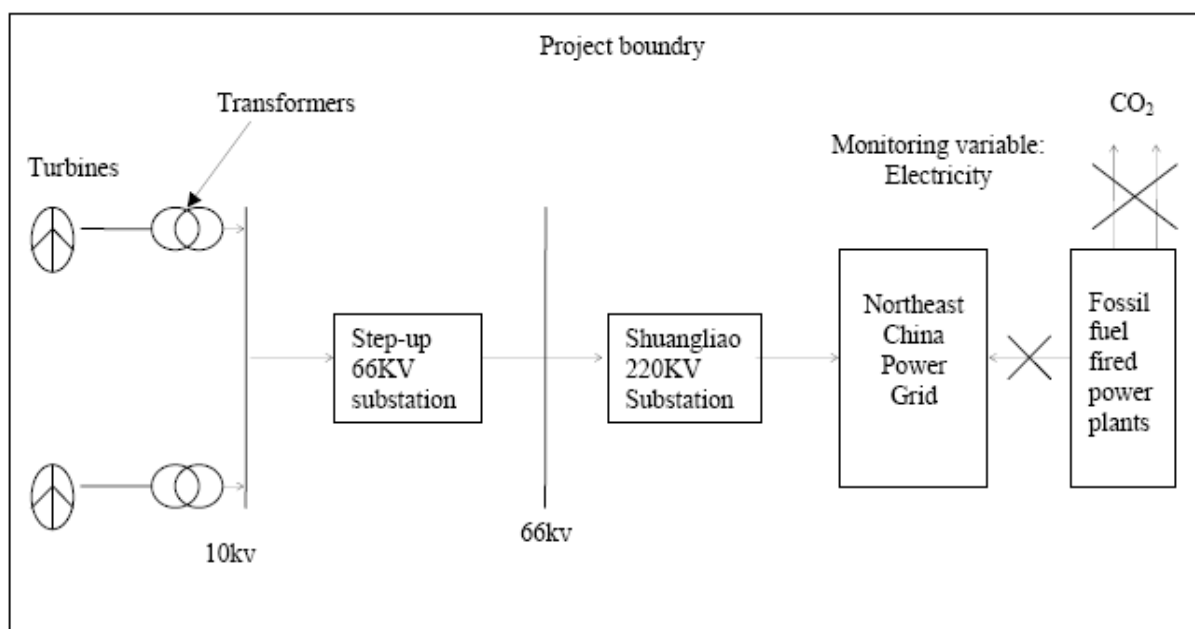 Project boundry
Transformers
CO₂
Monitoring variable:
Electricity
Turbines
Step-up
66KV
substation
Shuangliao
220KV
Substation
Northeast
China
Power
Grid
Fossil
fuel
fired
power
plants
10kv
66kv